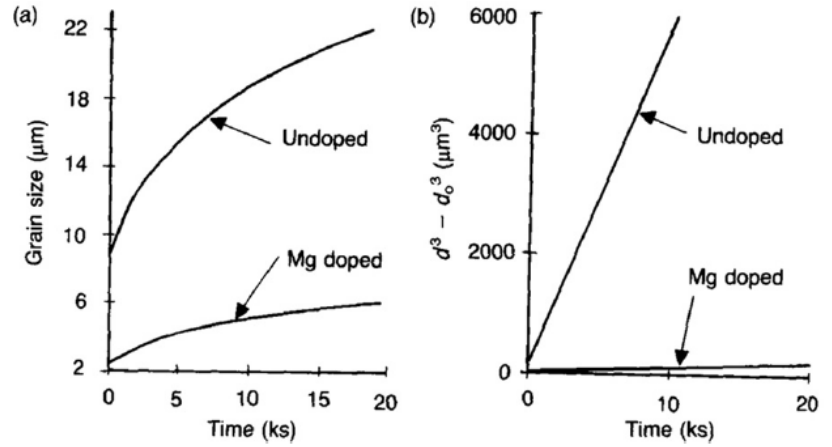 (a)
22
18
14
10
6
2
Grain size (μm)
Undoped
Mg doped
0
5
10
15
20
Time (ks)
(b)
6000
4000
2000
0
d³ − dₒ³ (μm³)
Undoped
Mg doped
0
10
20
Time (ks)